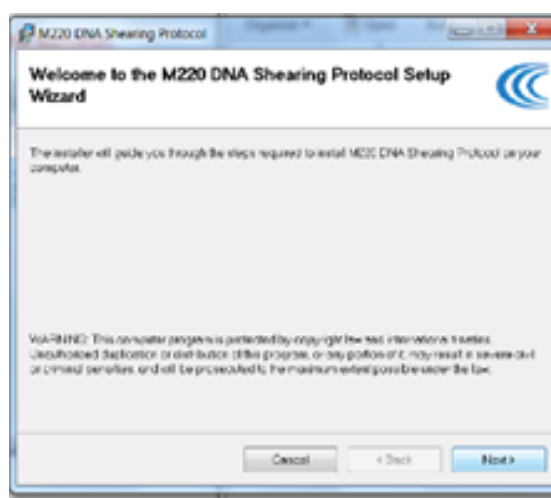 M220 DNA Shearing Protocol
Welcome to the M220 DNA Shearing Protocol Setup
Wizard
The installer will guide you through the steps required to install M220 DNA Shearing Protocol on your
computer.
WARNING: This computer program is protected by copyright law and international treaties.
Unauthorized duplication or distribution of this program, or any portion of it, may result in severe civil
or criminal penalties, and will be prosecuted to the maximum extent possible under the law.
Cancel
< Back
Next >